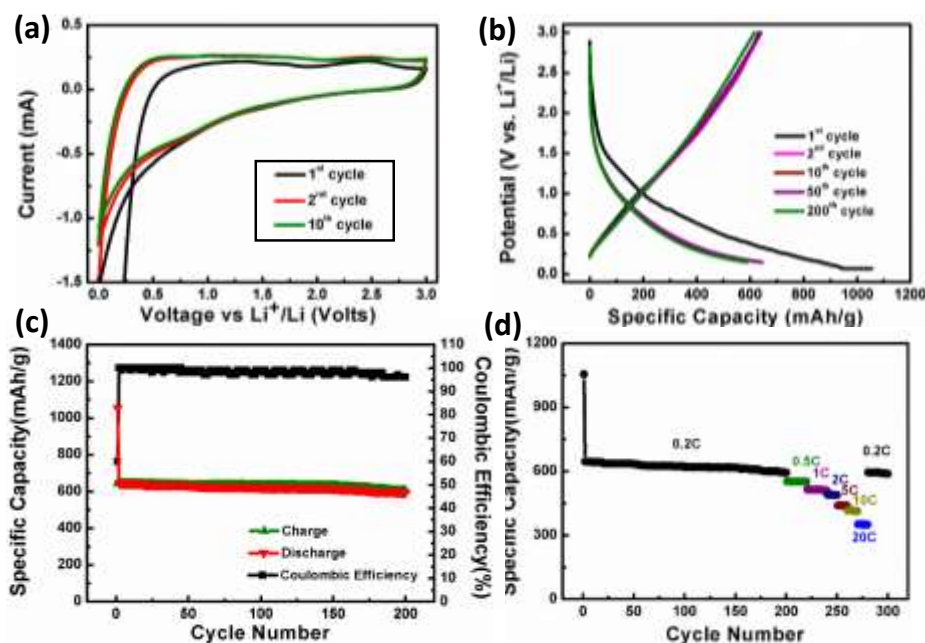 (a)
0.5
0.0
-0.5
-1.0
-1.5
Current (mA)
1st cycle
2nd cycle
10th cycle
0.0 0.5 1.0 1.5 2.0 2.5 3.0
Voltage vs Li+/Li (Volts)
(b)
3.0
2.5
2.0
1.5
1.0
0.5
0.0
Potential (V vs. Li+/Li)
1st cycle
2nd cycle
10th cycle
50th cycle
200th cycle
0 200 400 600 800 1000 1200
Specific Capacity (mAh/g)
(c)
1400
1200
1000
800
600
400
200
0
Specific Capacity(mAh/g)
110
100
90
80
70
60
50
40
30
20
10
0
Coulombic Efficiency(%)
Charge
Discharge
Coulombic Efficiency
0 50 100 150 200
Cycle Number
(d)
1200
900
600
300
0
Specific Capacity(mAh/g)
0.2C
0.5C
1C
2C
5C
10C
20C
0.2C
0 50 100 150 200 250 300
Cycle Number